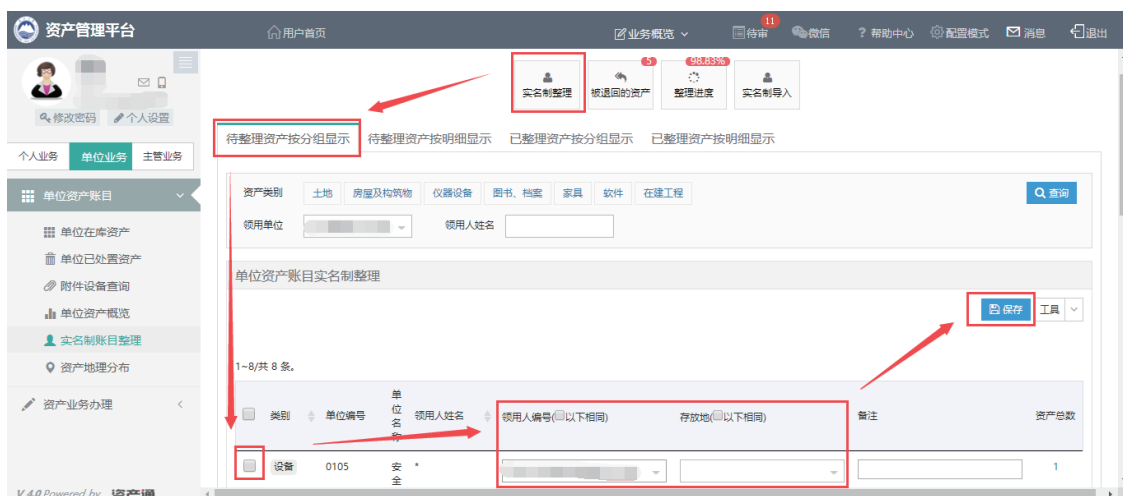 资产管理平台
用户首页
业务概览
11
待审
微信
? 帮助中心
配置模式
消息
退出
修改密码
个人设置
个人业务
单位业务
主管业务
单位资产账目
单位在库资产
单位已处置资产
附件设备查询
单位资产概览
实名制账目整理
资产地理分布
资产业务办理
V 4.0 Powered by 资产通
实名制整理
5
被退回的资产
98.83%
整理进度
实名制导入
待整理资产按分组显示
待整理资产按明细显示
已整理资产按分组显示
已整理资产按明细显示
资产类别
土地
房屋及构筑物
仪器设备
图书、档案
家具
软件
在建工程
查询
领用单位
领用人姓名
单位资产账目实名制整理
保存
工具
1~8/共 8 条。
类别
单位编号
单位名称
领用人姓名
领用人编号(以下相同)
存放地(以下相同)
备注
资产总数
设备
0105
安全
*
1